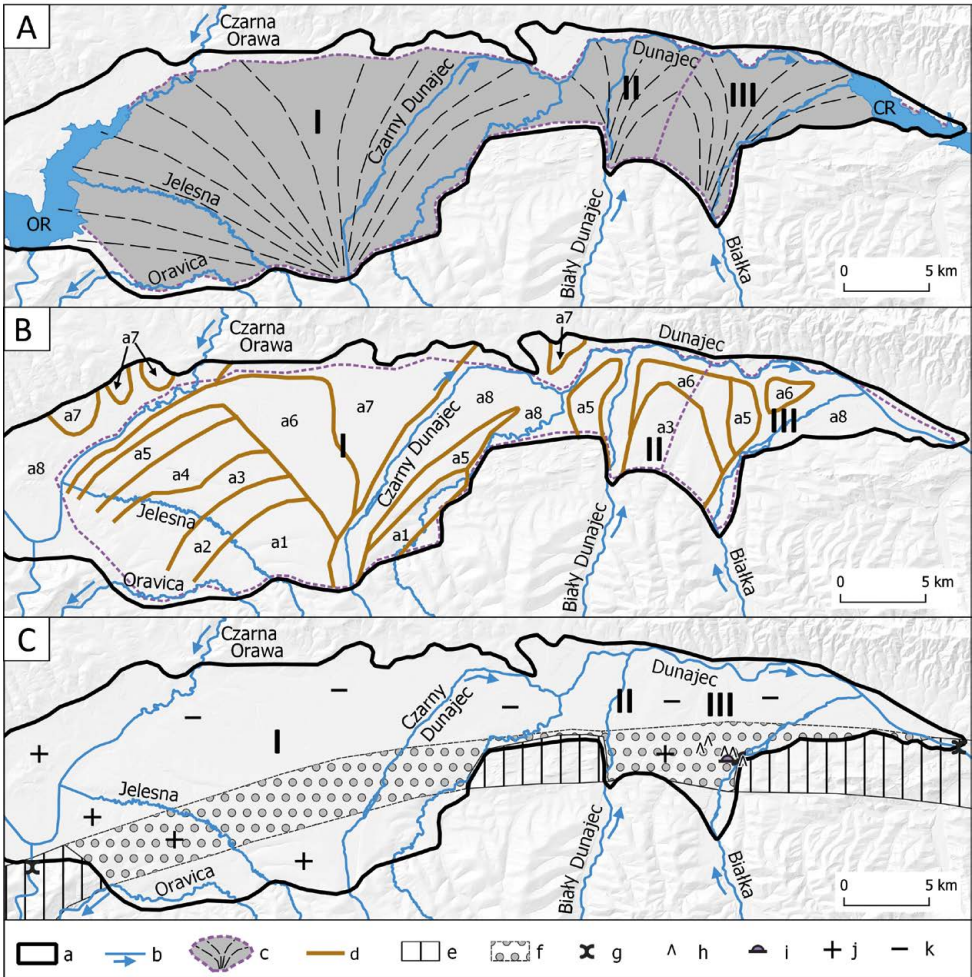 A
Czarna
Orawa
Dunajec
II
III
I
Czarny Dunajec
CR
Jelesna
OR
Oravica
Biały Dunajec
Białka
0 5 km
B
a7
Czarna
Orawa
a7
Dunajec
a7
a6
a7
a8
a5
a6
a6
a5
a8
a3
a5
a8
I
II
III
a8
a4
a3
Czarny Dunajec
a5
Jelesna
a2
a1
a1
Oravica
Biały Dunajec
Białka
0 5 km
C
Czarna
Orawa
Dunajec
Czarny
Dunajec
II
III
I
Jelesna
Oravica
Biały Dunajec
Białka
0 5 km
a b c d e f g h i j k